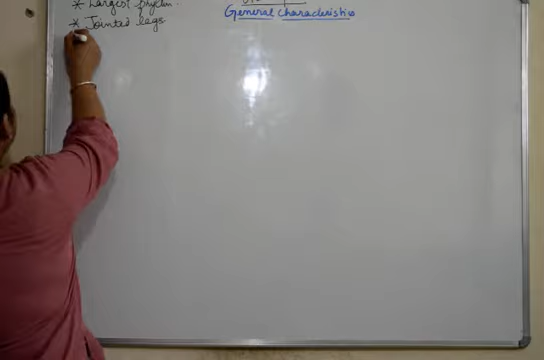 * Largest phylum.
General Characteristics
* Jointed legs